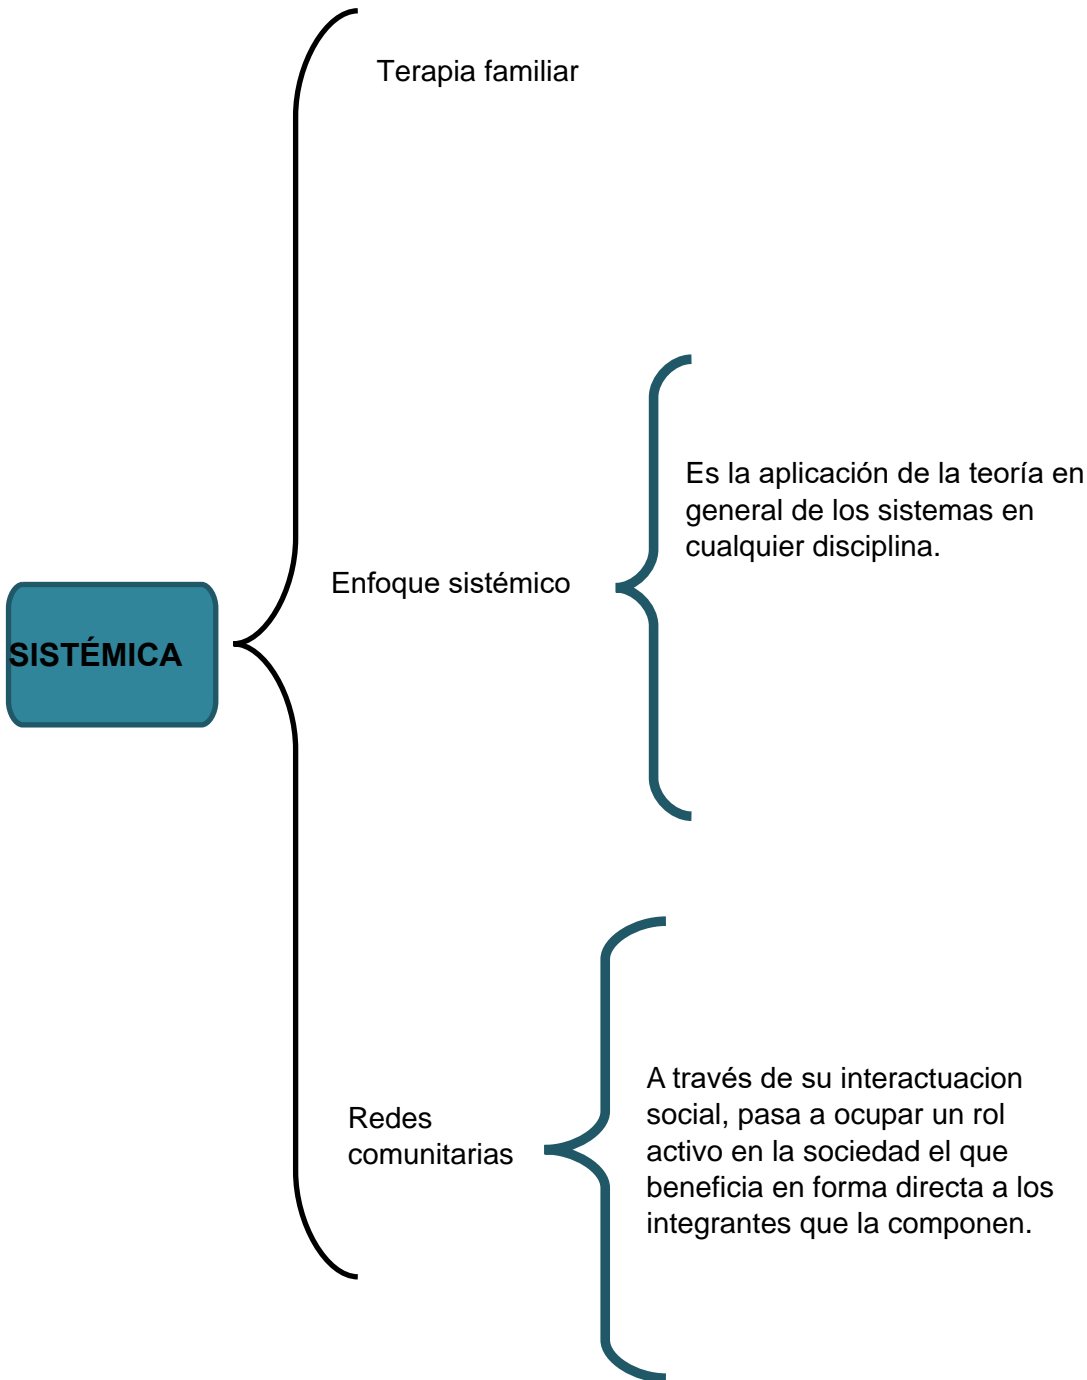 Terapia familiar
Es la aplicación de la teoría en
general de los sistemas en
cualquier disciplina.
Enfoque sistémico
SISTÉMICA
A través de su interactuacion
social, pasa a ocupar un rol
activo en la sociedad el que
beneficia en forma directa a los
integrantes que la componen.
Redes
comunitarias